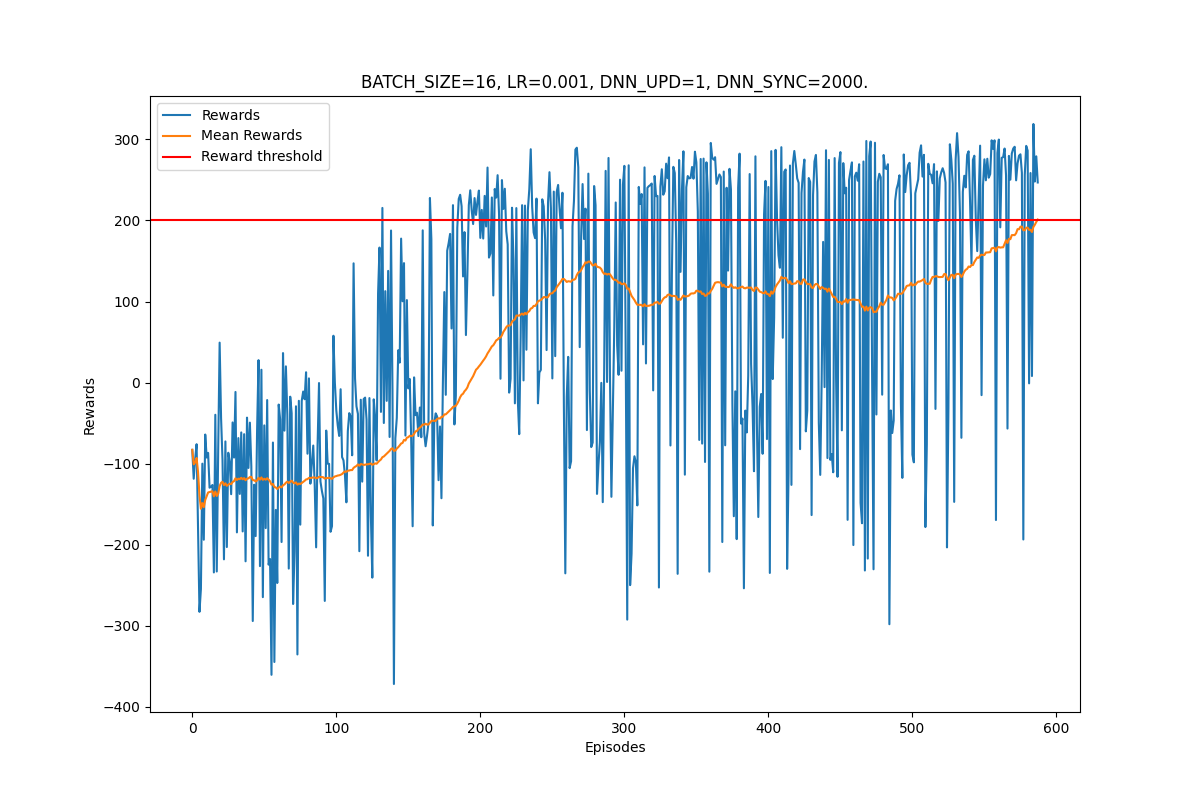 BATCH_SIZE=16, LR=0.001, DNN_UPD=1, DNN_SYNC=2000.
Rewards
Mean Rewards
Reward threshold
300
200
100
0
−100
−200
−300
−400
Rewards
0 100 200 300 400 500 600
Episodes